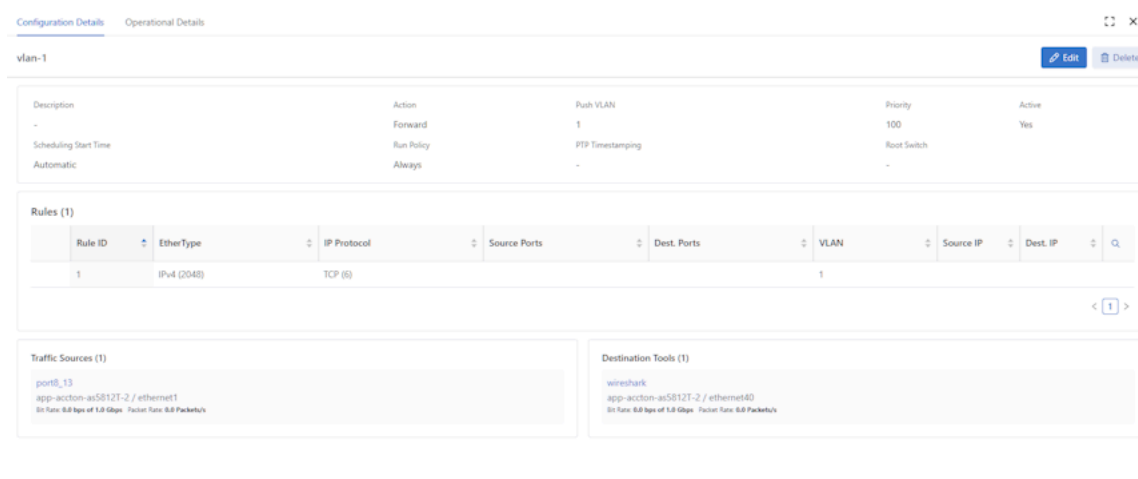 Configuration Details Operational Details
vlan-1 Edit Delete
Description Action Push VLAN Priority Active
- Forward 1 100 Yes
Scheduling Start Time Run Policy PTP Timestamping Root Switch
Automatic Always - -
Rules (1)
Rule ID EtherType IP Protocol Source Ports Dest. Ports VLAN Source IP Dest. IP
1 IPv4 (2048) TCP (6) 1
< 1 >
Traffic Sources (1)
port8_13
app-accton-as5812T-2 / ethernet1
Bit Rate: 0.0 bps of 1.0 Gbps Packet Rate: 0.0 Packets/s
Destination Tools (1)
wireshark
app-accton-as5812T-2 / ethernet40
Bit Rate: 0.0 bps of 1.0 Gbps Packet Rate: 0.0 Packets/s